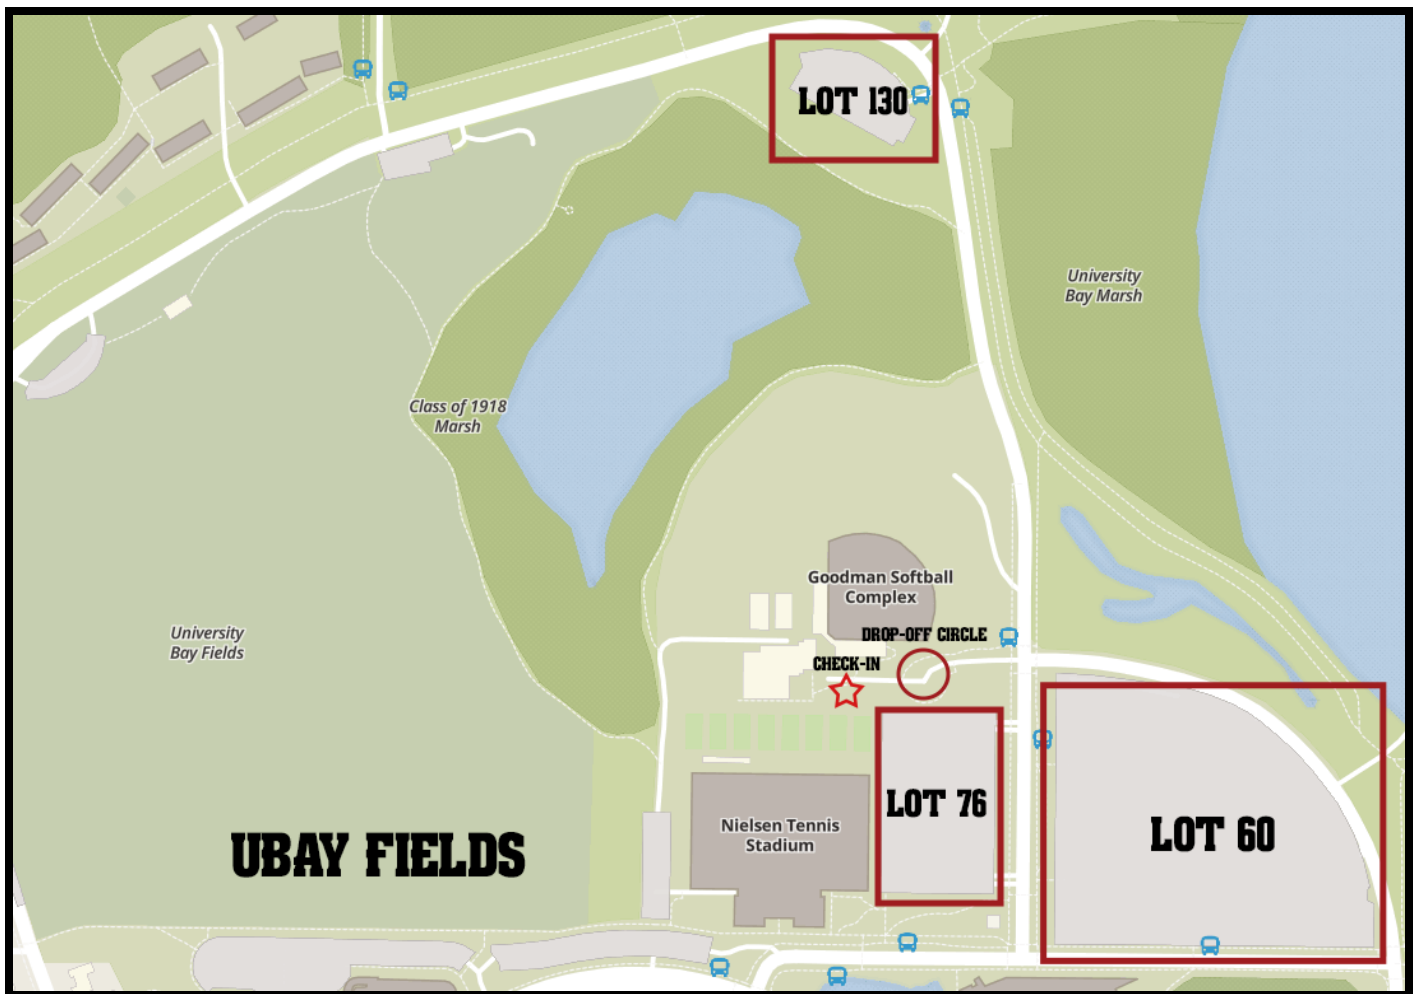 LOT 130
University
Bay Marsh
Class of 1918
Marsh
Goodman Softball
Complex
University
Bay Fields
DROP-OFF CIRCLE
CHECK-IN
LOT 76
LOT 60
Nielsen Tennis
Stadium
UBAY FIELDS